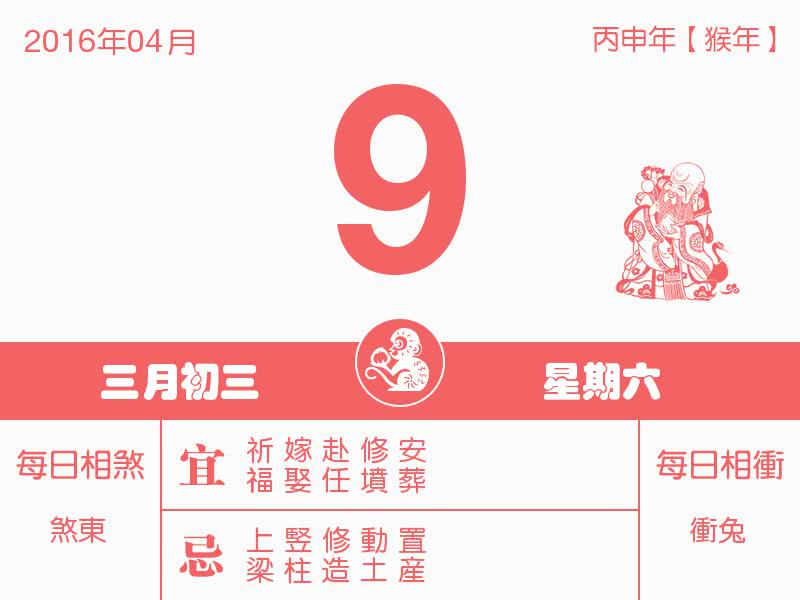 2016年04月
丙申年【猴年】
9
三月初三
星期六
每日相煞
煞東
宜
祈 嫁 赴 修 安
福 娶 任 墳 葬
忌
上 竪 修 動 置
梁 柱 造 土 産
每日相衝
衝兔